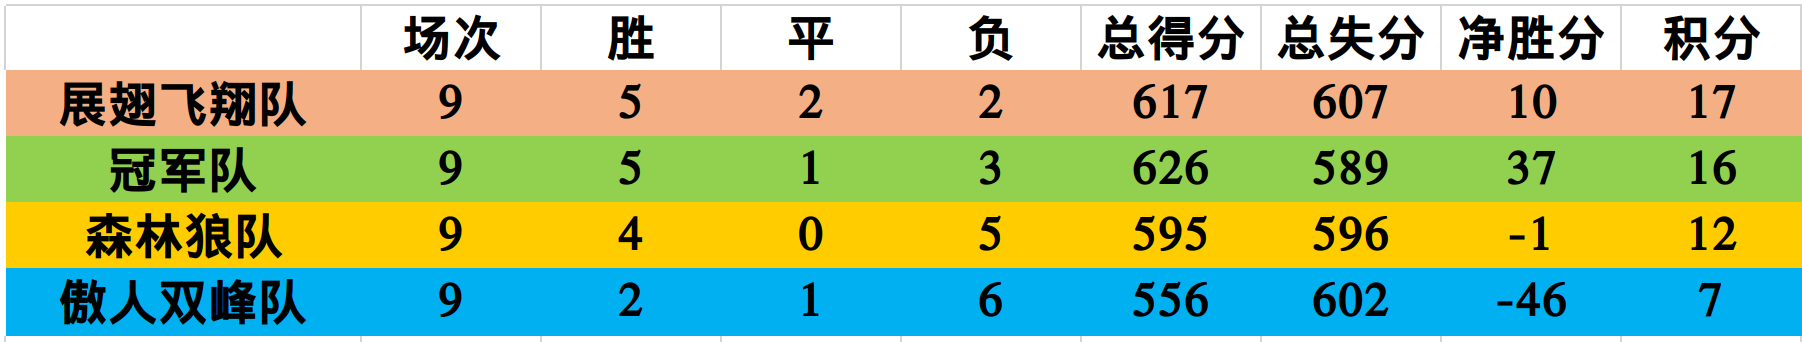 场次 胜 平 负 总得分 总失分 净胜分 积分
展翅飞翔队 9 5 2 2 617 607 10 17
冠军队 9 5 1 3 626 589 37 16
森林狼队 9 4 0 5 595 596 -1 12
傲人双峰队 9 2 1 6 556 602 -46 7